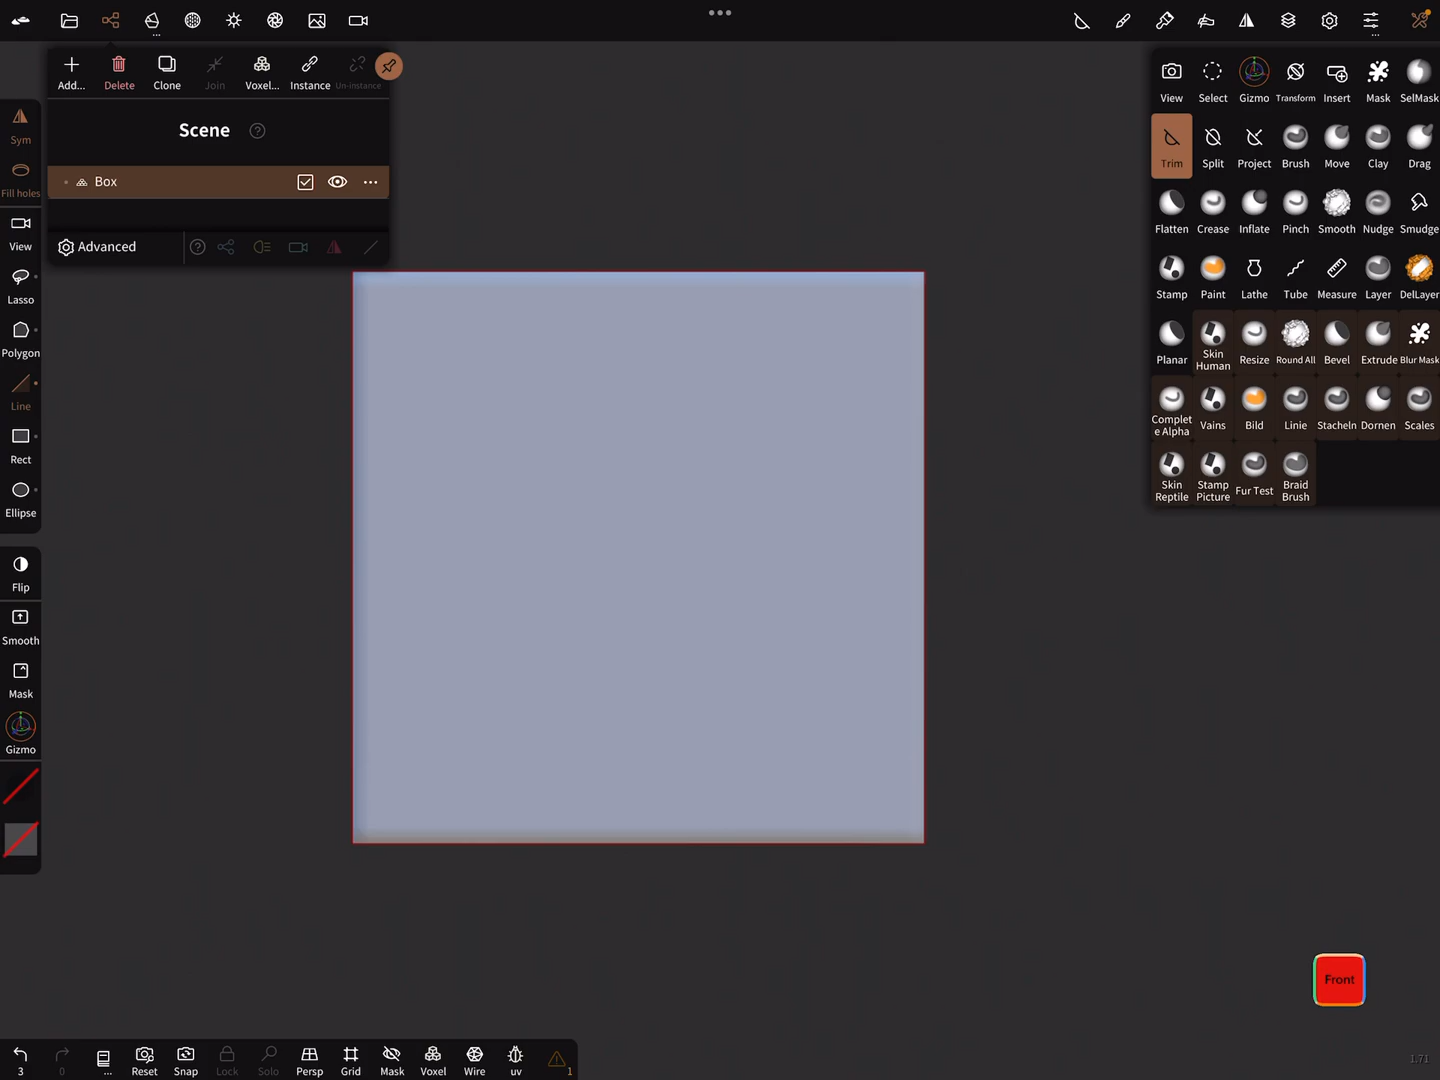 Add...
Delete
Clone
Join
Voxel...
Instance
Un-instance
Scene ?
Box
Advanced
?
Sym
Fill holes
View
Lasso
Polygon
Line
Rect
Ellipse
Flip
Smooth
Mask
Gizmo
View Select Gizmo Transform Insert Mask SelMask
Trim Split Project Brush Move Clay Drag
Flatten Crease Inflate Pinch Smooth Nudge Smudge
Stamp Paint Lathe Tube Measure Layer DelLayer
Planar Skin Human Resize Round All Bevel Extrude Blur Mask
Complet e Alpha Vains Bild Linie Stacheln Dornen Scales
Skin Reptile Stamp Picture Fur Test Braid Brush
Front
3 0 ... Reset Snap Lock Solo Persp Grid Mask Voxel Wire uv 1
1.71